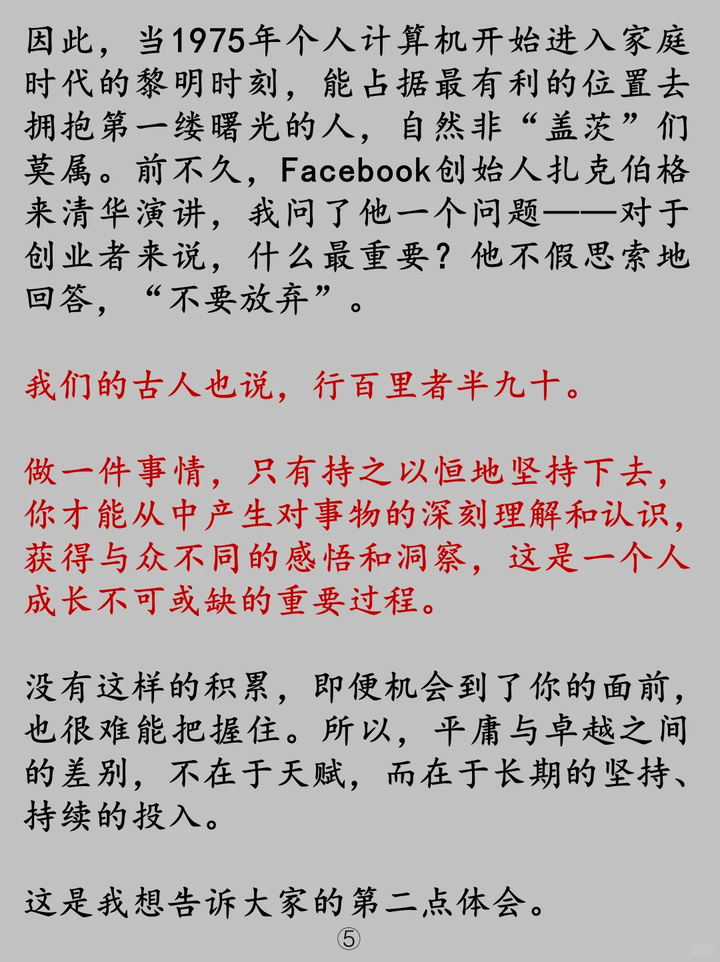 因此，当1975年个人计算机开始进入家庭
时代的黎明时刻，能占据最有利的位置去
拥抱第一缕曙光的人，自然非“盖茨”们
莫属。前不久，Facebook创始人扎克伯格
来清华演讲，我问了他一个问题——对于
创业者来说，什么最重要？他不假思索地
回答，“不要放弃”。
我们的古人也说，行百里者半九十。
做一件事情，只有持之以恒地坚持下去，
你才能从中产生对事物的深刻理解和认识，
获得与众不同的感悟和洞察，这是一个人
成长不可或缺的重要过程。
没有这样的积累，即便机会到了你的面前，
也很难能把握住。所以，平庸与卓越之间
的差别，不在于天赋，而在于长期的坚持、
持续的投入。
这是我想告诉大家的第二点体会。
⑤